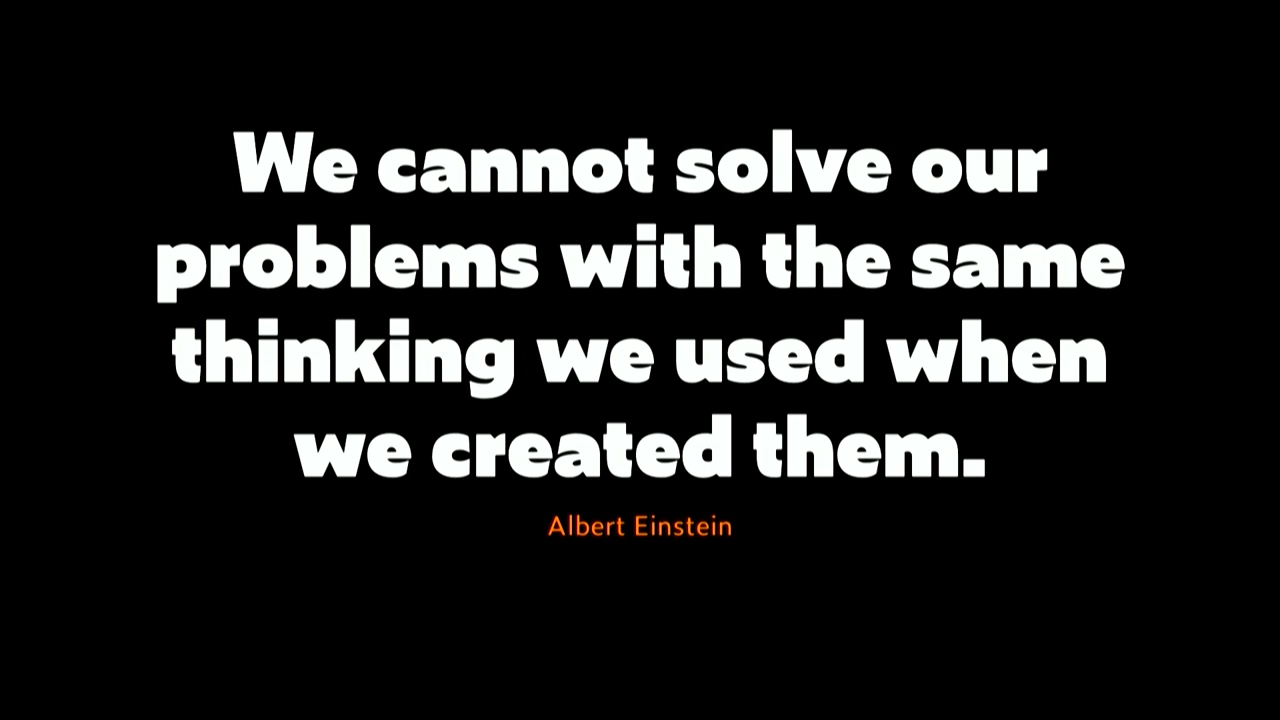 We cannot solve our
problems with the same
thinking we used when
we created them.
Albert Einstein